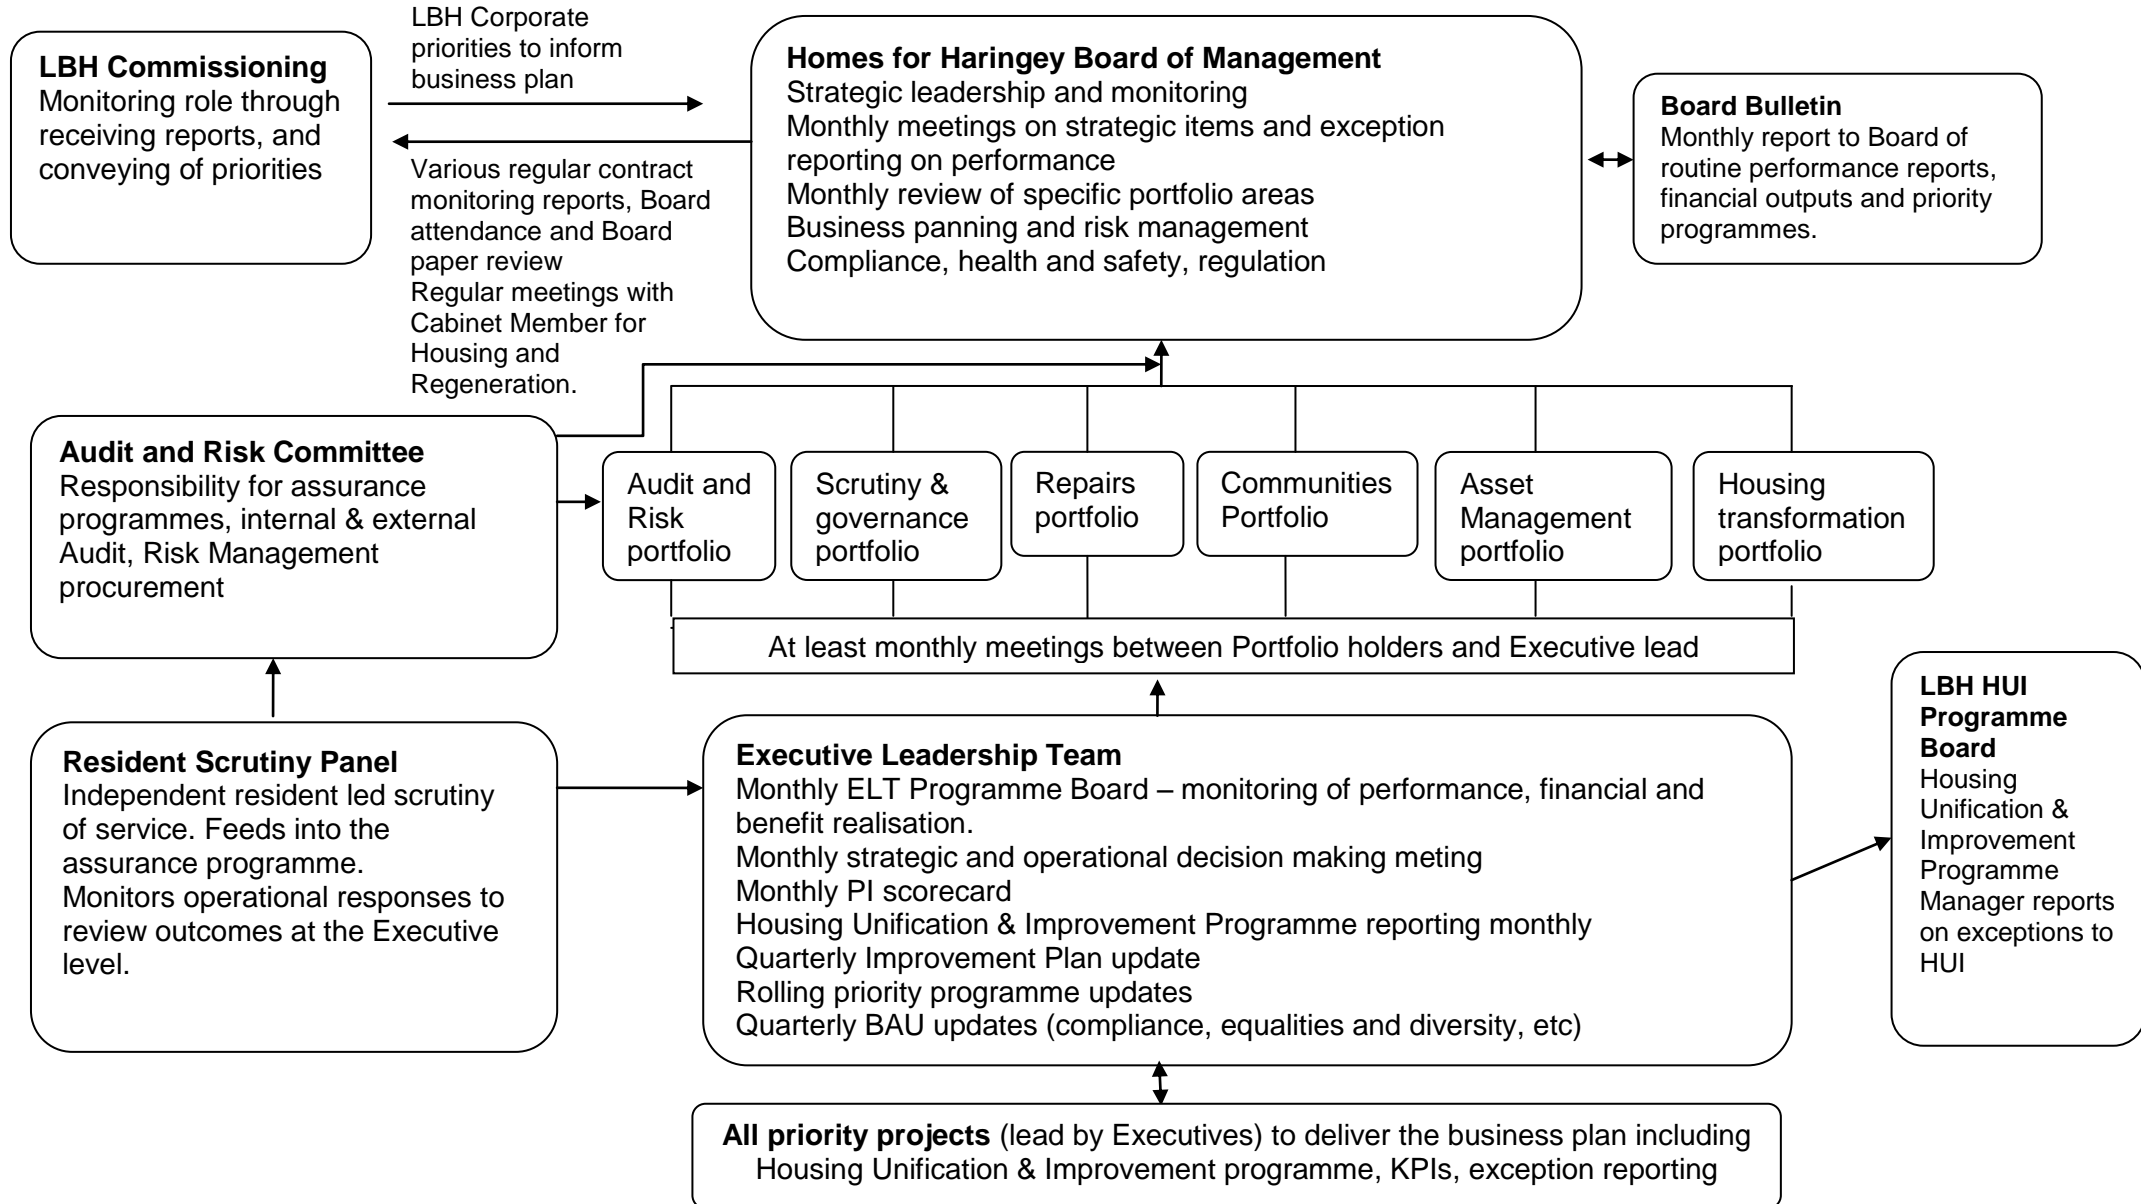 LBH Commissioning
Monitoring role through
receiving reports, and
conveying of priorities
LBH Corporate
priorities to inform
business plan
Various regular contract
monitoring reports, Board
attendance and Board
paper review
Regular meetings with
Cabinet Member for
Housing and
Regeneration.
Homes for Haringey Board of Management
Strategic leadership and monitoring
Monthly meetings on strategic items and exception
reporting on performance
Monthly review of specific portfolio areas
Business panning and risk management
Compliance, health and safety, regulation
Board Bulletin
Monthly report to Board of
routine performance reports,
financial outputs and priority
programmes.
Audit and Risk Committee
Responsibility for assurance
programmes, internal & external
Audit, Risk Management
procurement
Audit and
Risk
portfolio
Scrutiny &
governance
portfolio
Repairs
portfolio
Communities
Portfolio
Asset
Management
portfolio
Housing
transformation
portfolio
At least monthly meetings between Portfolio holders and Executive lead
Resident Scrutiny Panel
Independent resident led scrutiny
of service. Feeds into the
assurance programme.
Monitors operational responses to
review outcomes at the Executive
level.
Executive Leadership Team
Monthly ELT Programme Board – monitoring of performance, financial and
benefit realisation.
Monthly strategic and operational decision making meting
Monthly PI scorecard
Housing Unification & Improvement Programme reporting monthly
Quarterly Improvement Plan update
Rolling priority programme updates
Quarterly BAU updates (compliance, equalities and diversity, etc)
LBH HUI
Programme
Board
Housing
Unification &
Improvement
Programme
Manager reports
on exceptions to
HUI
All priority projects (lead by Executives) to deliver the business plan including
Housing Unification & Improvement programme, KPIs, exception reporting